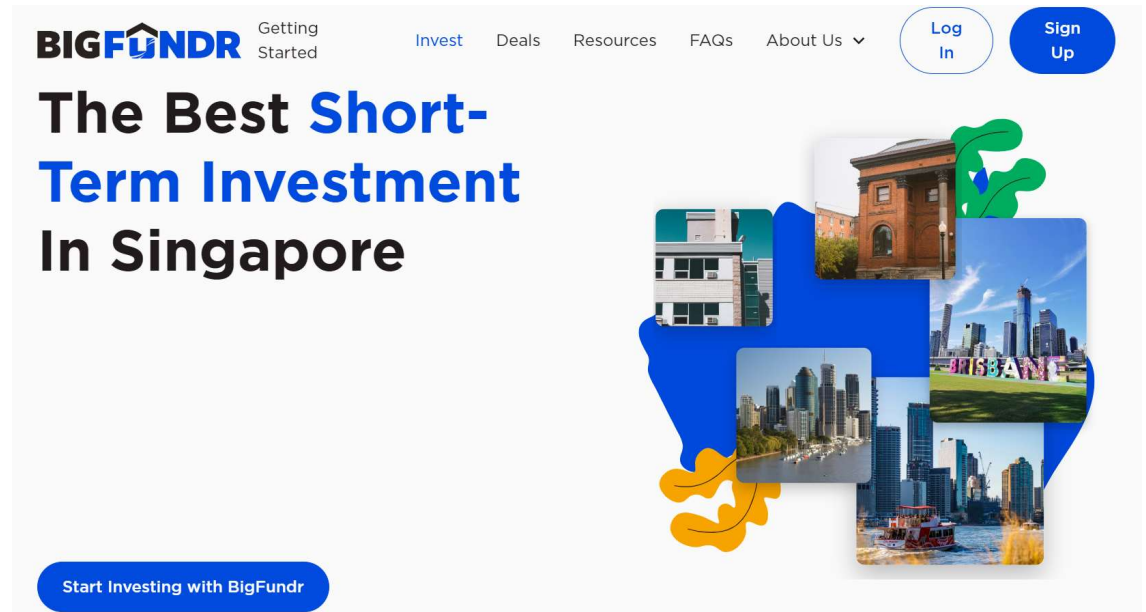 BIGFUNDR
Getting
Started
Invest
Deals
Resources
FAQs
About Us
Log
In
Sign
Up
The Best Short-
Term Investment
In Singapore
BRISBANE
Start Investing with BigFundr